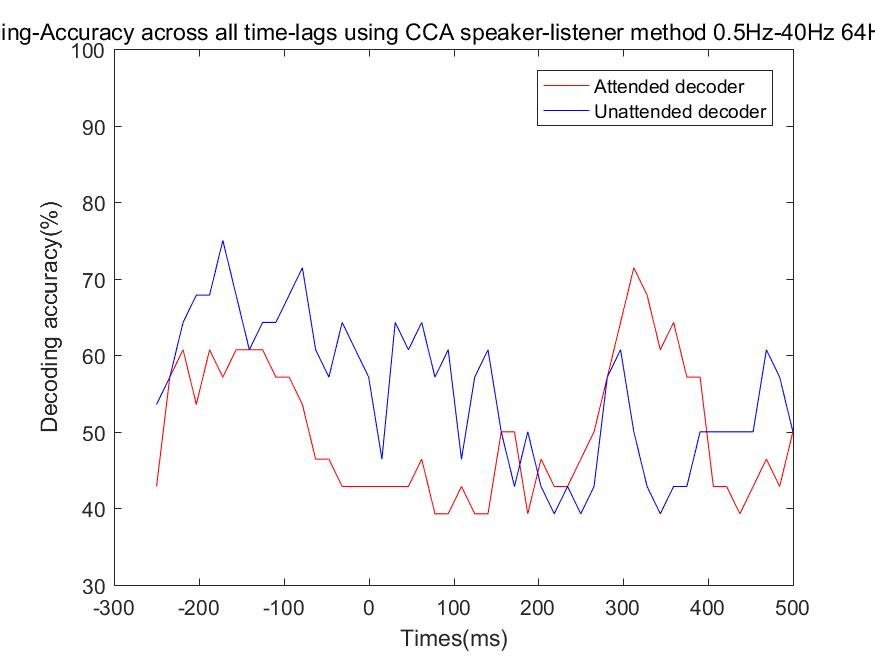 ing-Accuracy across all time-lags using CCA speaker-listener method 0.5Hz-40Hz 64H
100
90
80
70
60
50
40
30
Decoding accuracy(%)
Attended decoder
Unattended decoder
-300 -200 -100 0 100 200 300 400 500
Times(ms)